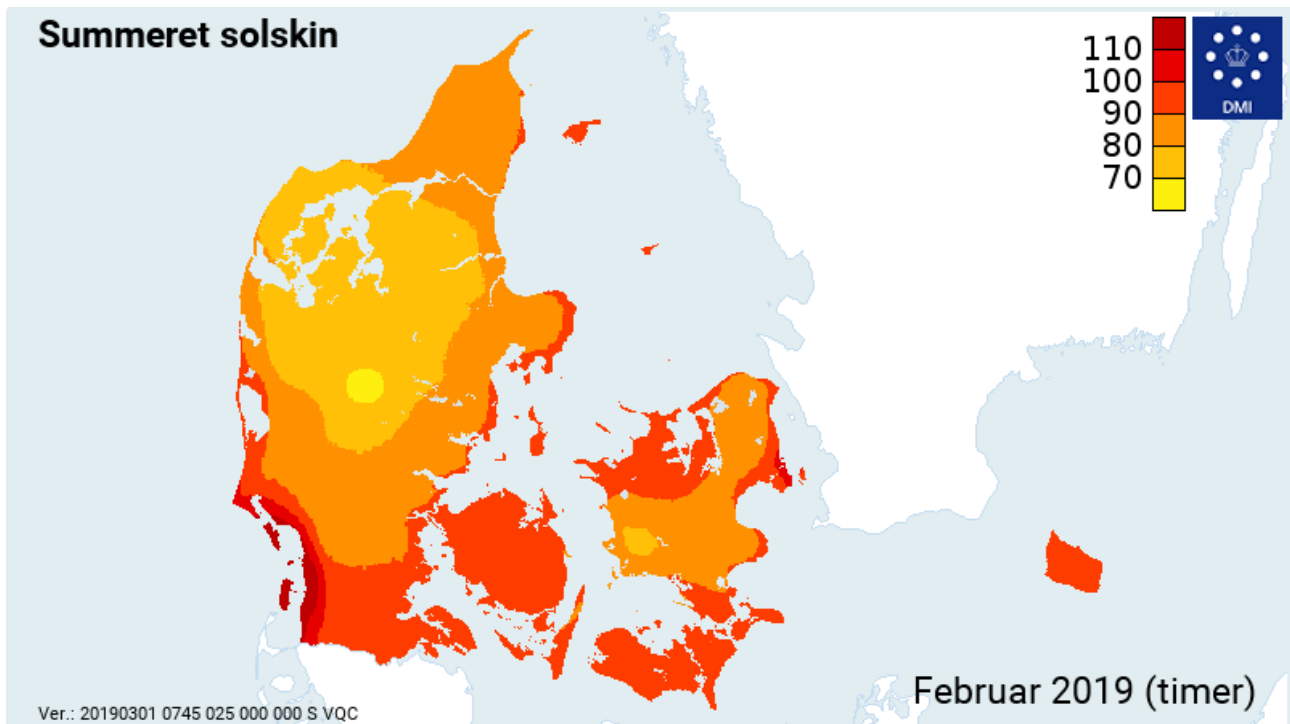 Summeret solskin
110
100
90
80
70
DMI
Februar 2019 (timer)
Ver.: 20190301 0745 025 000 000 S VQC